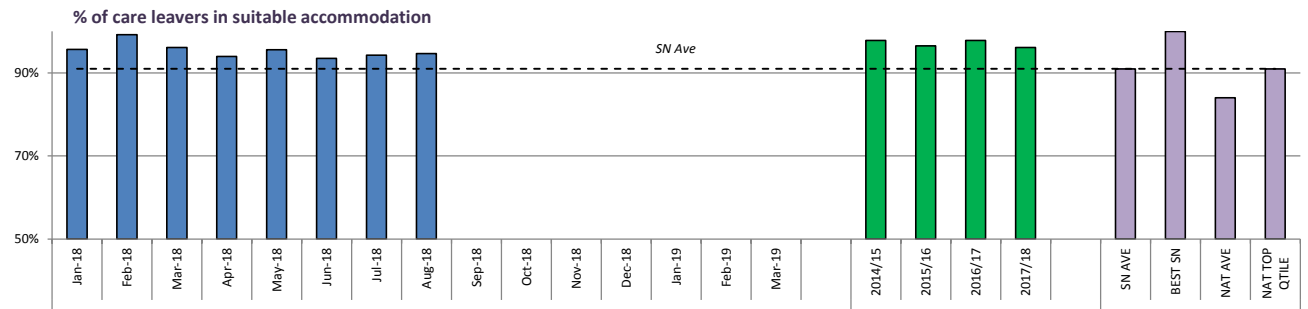 % of care leavers in suitable accommodation
SN Ave
90%
70%
50%
Jan-18
Feb-18
Mar-18
Apr-18
May-18
Jun-18
Jul-18
Aug-18
Sep-18
Oct-18
Nov-18
Dec-18
Jan-19
Feb-19
Mar-19
2014/15
2015/16
2016/17
2017/18
SN AVE
BEST SN
NAT AVE
NAT TOP
QTILE